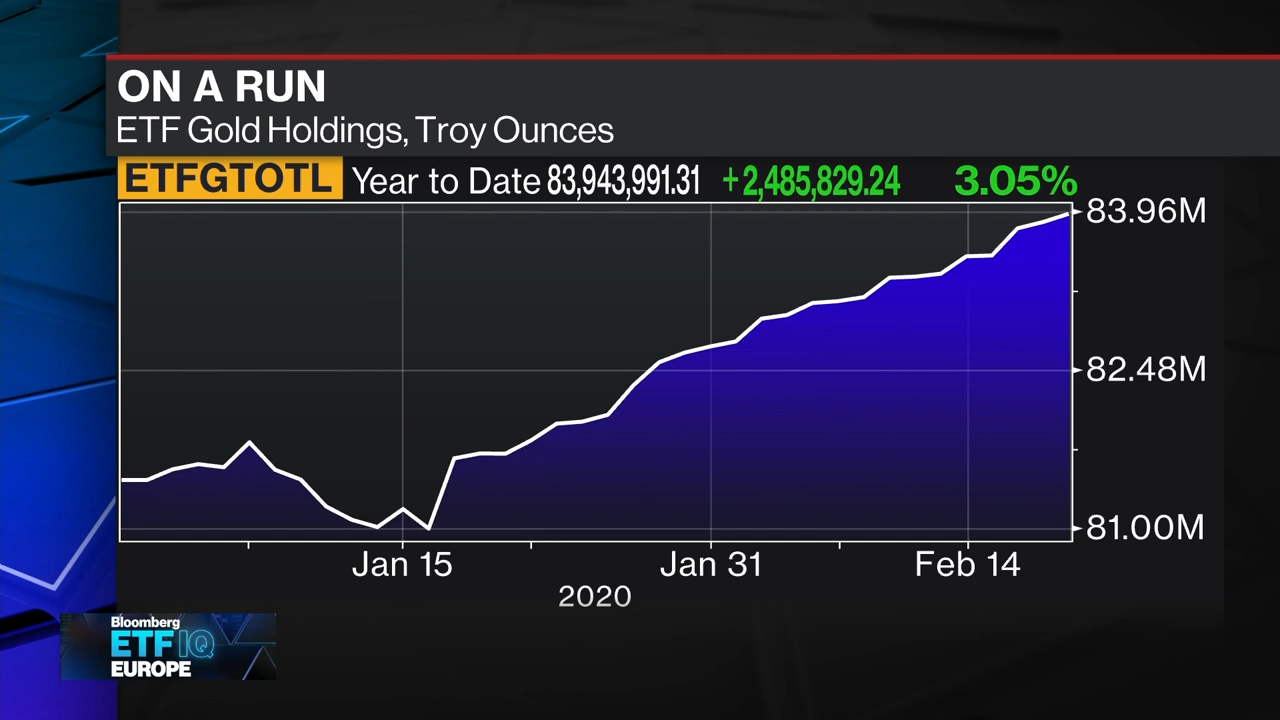 ON A RUN
ETF Gold Holdings, Troy Ounces
ETFGTOTL Year to Date 83,943,991.31 +2,485,829.24 3.05%
83.96M
82.48M
81.00M
Jan 15 Jan 31 Feb 14
2020
Bloomberg
ETF IQ
EUROPE